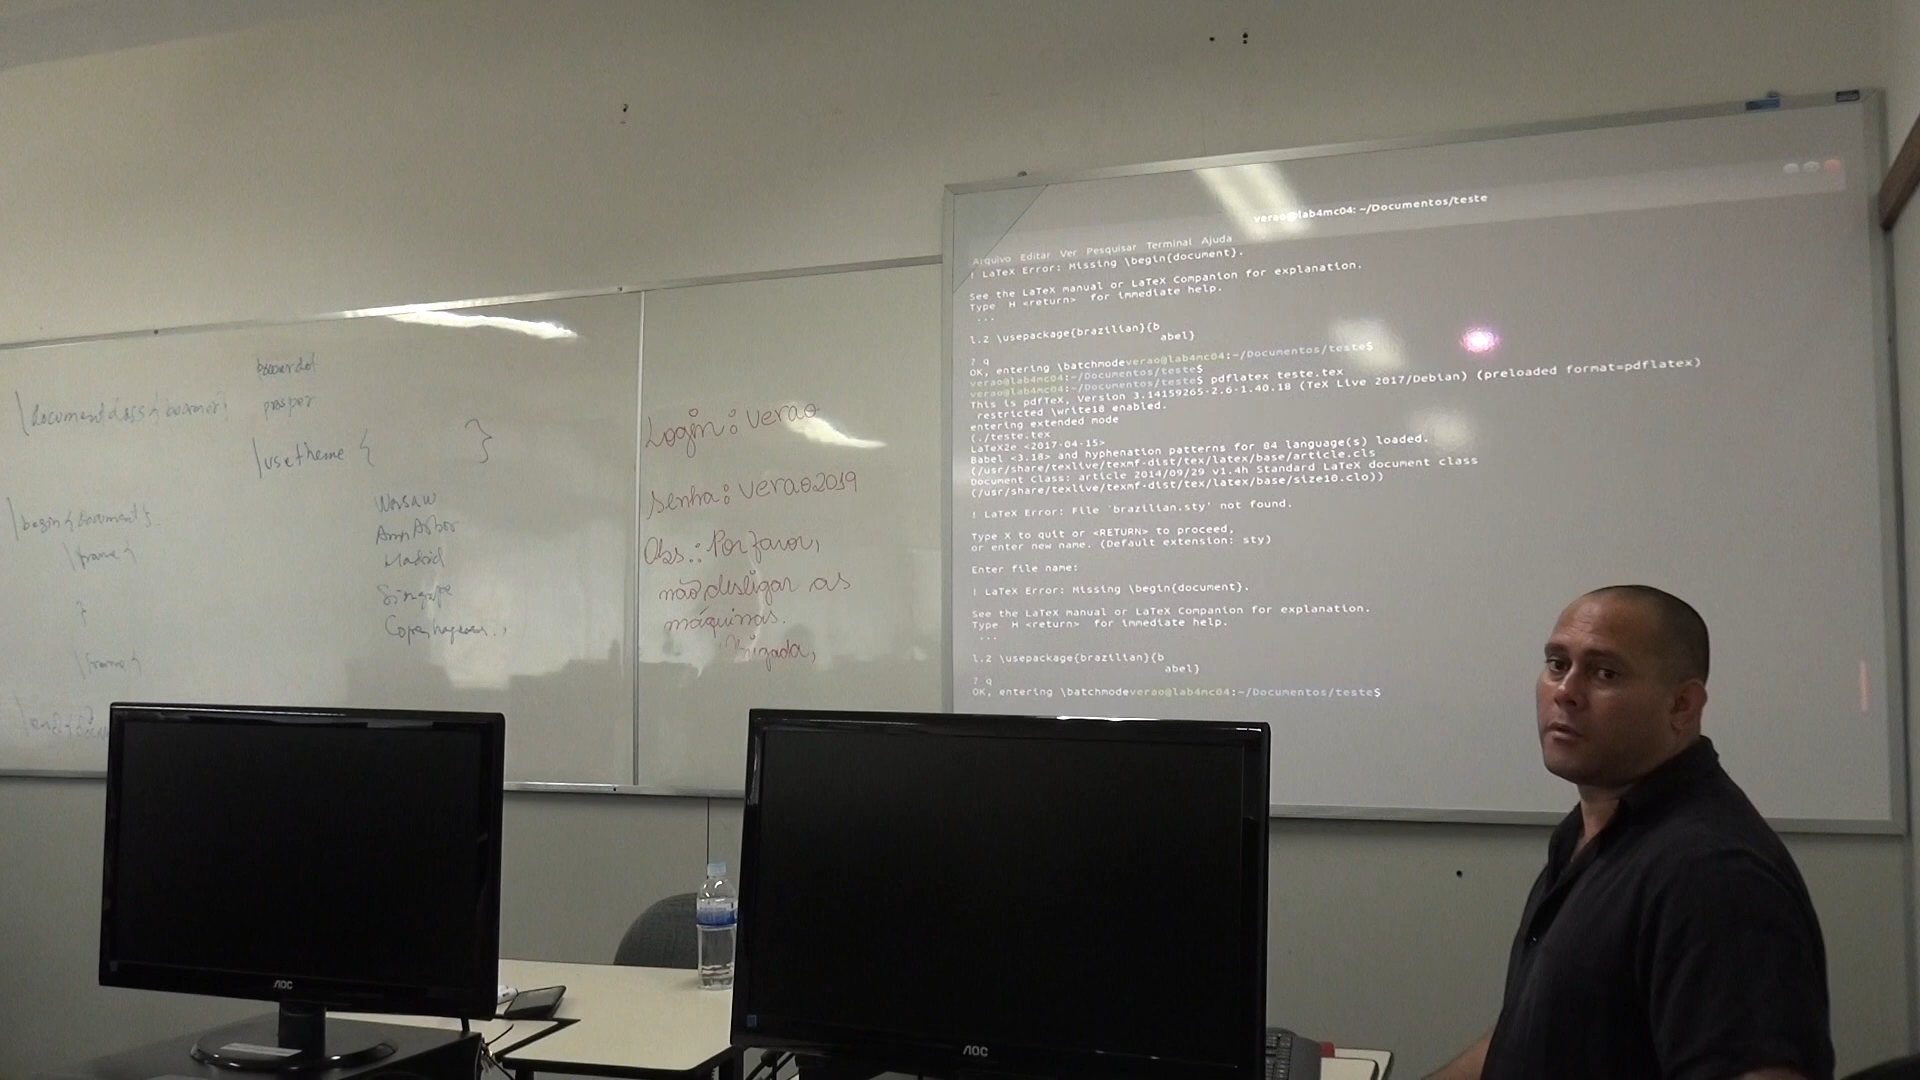 powerdot
\documentclass{beamer}
prosper
\usetheme { }
Warsaw
AnnArbor
Madrid
\begin{document}
\frame{
}
\frame{
Login: verao
Senha: verao2019
Obs.: Por favor,
não desligar as
máquinas.
verao@lab4mc04: ~/Documentos/teste
Arquivo Editar Ver Pesquisar Terminal Ajuda
! LaTeX Error: Missing \begin{document}.
See the LaTeX manual or LaTeX Companion for explanation.
Type H <return> for immediate help.
...
l.2 \usepackage{brazilian}{b
abel}
? q
OK, entering \batchmodeverao@lab4mc04:~/Documentos/teste$
verao@lab4mc04:~/Documentos/teste$
verao@lab4mc04:~/Documentos/teste$ pdflatex teste.tex
This is pdfTeX, Version 3.14159265-2.6-1.40.18 (TeX Live 2017/Debian) (preloaded format=pdflatex)
restricted \write18 enabled.
entering extended mode
(./teste.tex
LaTeX2e <2017-04-15>
Babel <3.18> and hyphenation patterns for 84 language(s) loaded.
(/usr/share/texlive/texmf-dist/tex/latex/base/article.cls
Document Class: article 2014/09/29 v1.4h Standard LaTeX document class
(/usr/share/texlive/texmf-dist/tex/latex/base/size10.clo))
! LaTeX Error: File `brazilian.sty' not found.
Type X to quit or <RETURN> to proceed,
or enter new name. (Default extension: sty)
Enter file name:
! LaTeX Error: Missing \begin{document}.
See the LaTeX manual or LaTeX Companion for explanation.
Type H <return> for immediate help.
...
l.2 \usepackage{brazilian}{b
abel}
? q
OK, entering \batchmodeverao@lab4mc04:~/Documentos/teste$
AOC
AOC